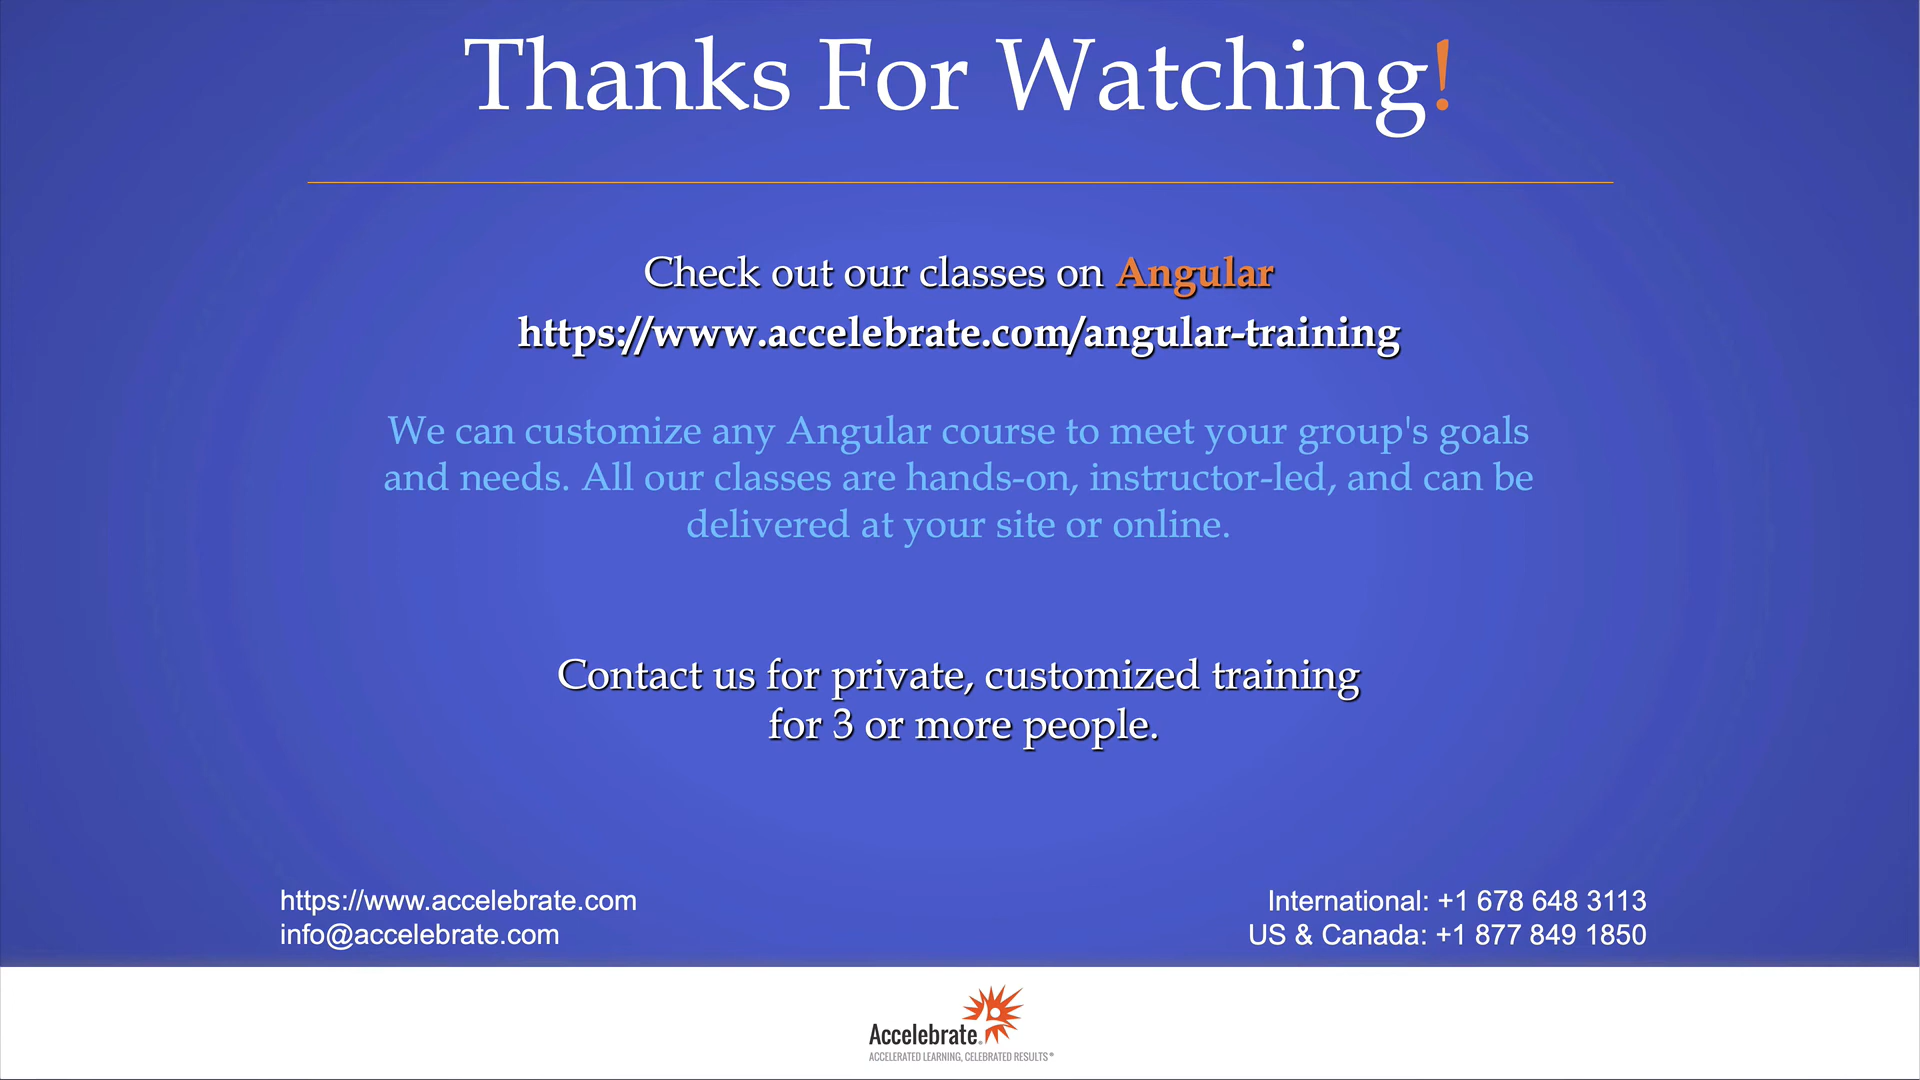 Thanks For Watching!
Check out our classes on Angular
https://www.accelebrate.com/angular-training
We can customize any Angular course to meet your group's goals
and needs. All our classes are hands-on, instructor-led, and can be
delivered at your site or online.
Contact us for private, customized training
for 3 or more people.
https://www.accelebrate.com
info@accelebrate.com
International: +1 678 648 3113
US & Canada: +1 877 849 1850
Accelebrate®
ACCELERATED LEARNING, CELEBRATED RESULTS®